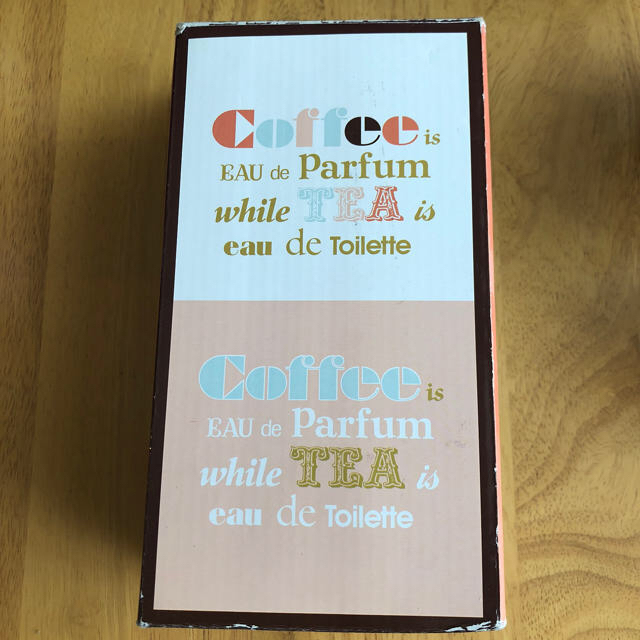 Coffee is
EAU de Parfum
while TEA is
eau de Toilette
Coffee is
EAU de Parfum
while TEA is
eau de Toilette